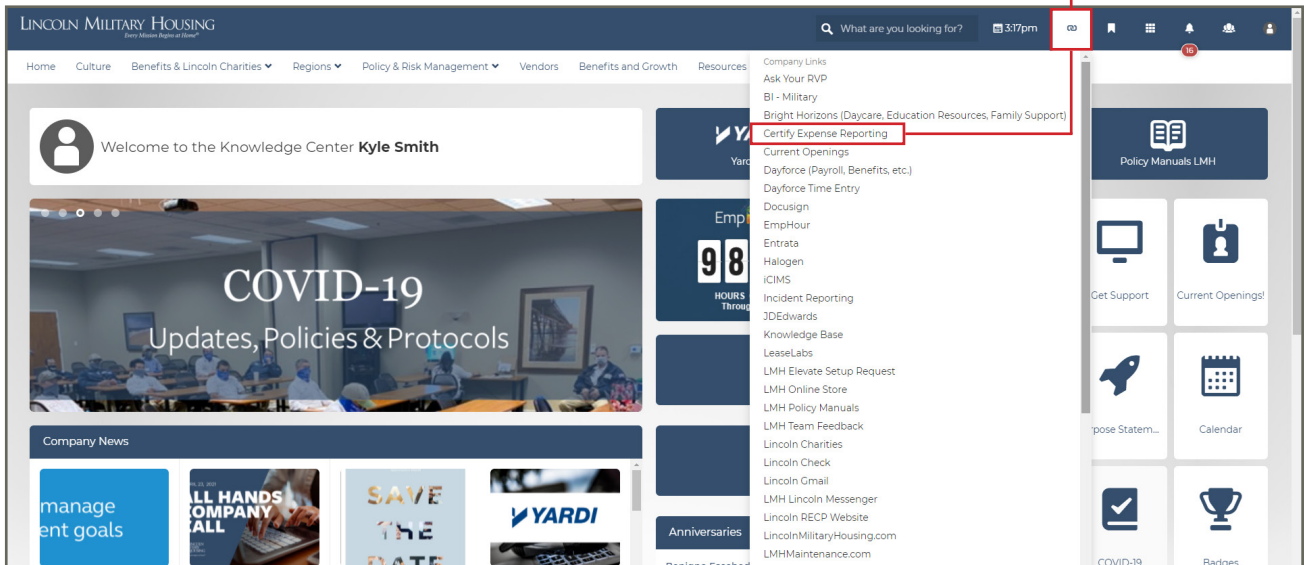 LINCOLN MILITARY HOUSING
Every Mission Begins at Home®
What are you looking for?
3:17pm
16
Home Culture Benefits & Lincoln Charities Regions Policy & Risk Management Vendors Benefits and Growth Resources
Welcome to the Knowledge Center Kyle Smith
COVID-19
Updates, Policies & Protocols
Company News
manage
ent goals
ALL HANDS
COMPANY
CALL
SAVE
THE
DATE
YARDI
Emp
98
HOURS
Throug
Anniversaries
Company Links
Ask Your RVP
BI - Military
Bright Horizons (Daycare, Education Resources, Family Support)
Certify Expense Reporting
Current Openings
Dayforce (Payroll, Benefits, etc.)
Dayforce Time Entry
Docusign
EmpHour
Entrata
Halogen
iCIMS
Incident Reporting
JDEdwards
Knowledge Base
LeaseLabs
LMH Elevate Setup Request
LMH Online Store
LMH Policy Manuals
LMH Team Feedback
Lincoln Charities
Lincoln Check
Lincoln Gmail
LMH Lincoln Messenger
Lincoln RECP Website
LincolnMilitaryHousing.com
LMHMaintenance.com
Policy Manuals LMH
Get Support
Current Openings!
pose Statem...
Calendar
COVID-19
Badges